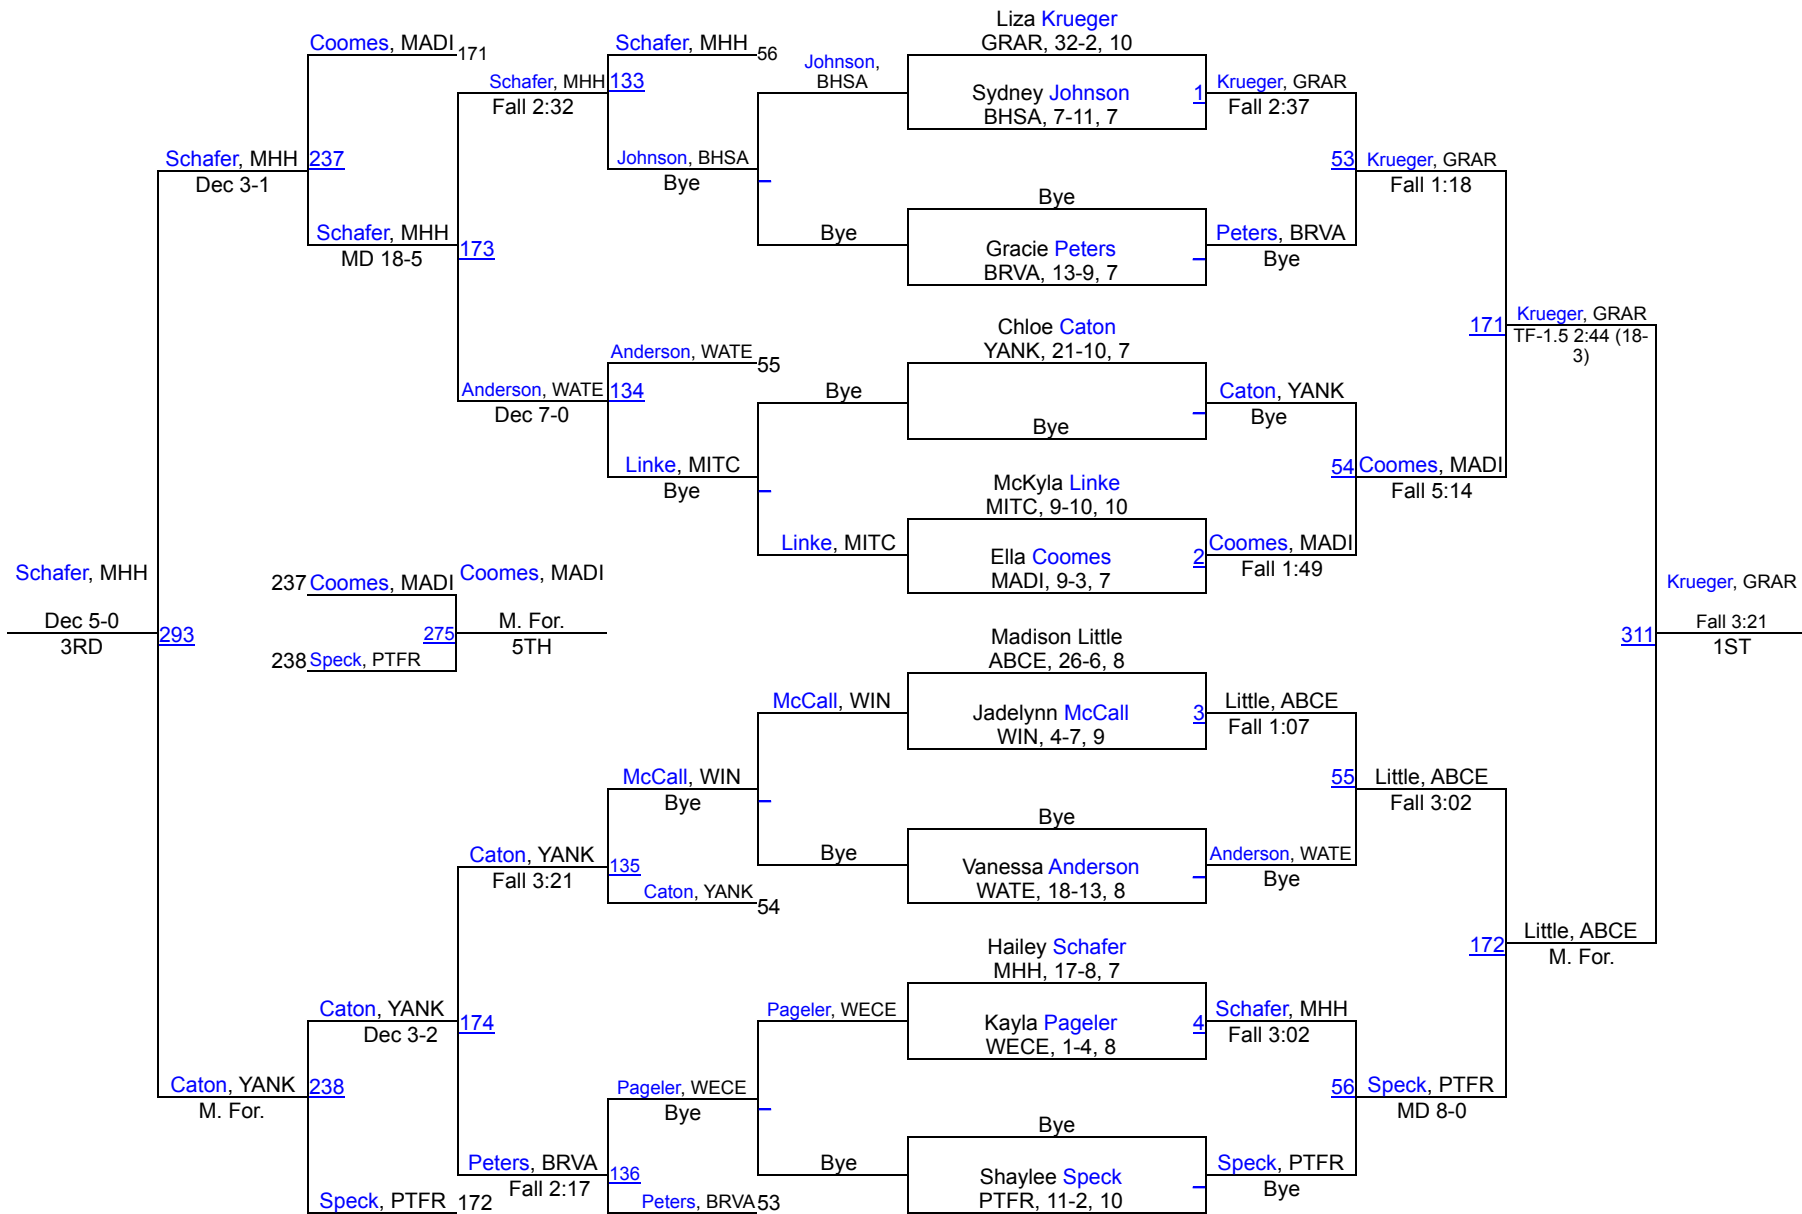 Liza Krueger
GRAR, 32-2, 10
Coomes, MADI 171
Schafer, MHH 56
Johnson,
BHSA
Schafer, MHH 133
Fall 2:32
Sydney Johnson 1
BHSA, 7-11, 7
Krueger, GRAR
Fall 2:37
Schafer, MHH 237
Dec 3-1
Johnson, BHSA
Bye
53 Krueger, GRAR
Fall 1:18
Bye
Schafer, MHH
MD 18-5
173
Bye
Gracie Peters
BRVA, 13-9, 7
Peters, BRVA
Bye
Chloe Caton
YANK, 21-10, 7
171
Krueger, GRAR
TF-1.5 2:44 (18-
3)
Anderson, WATE 55
Anderson, WATE 134
Dec 7-0
Bye
Bye
Caton, YANK
Bye
Linke, MITC
Bye
54 Coomes, MADI
Fall 5:14
McKyla Linke
MITC, 9-10, 10
Linke, MITC
Ella Coomes 2
MADI, 9-3, 7
Coomes, MADI
Fall 1:49
Schafer, MHH
Dec 5-0
3RD
293
237 Coomes, MADI
238 Speck, PTFR
275
Coomes, MADI
M. For.
5TH
Krueger, GRAR
Fall 3:21
1ST
311
Madison Little
ABCE, 26-6, 8
McCall, WIN
Jadelynn McCall 3
WIN, 4-7, 9
Little, ABCE
Fall 1:07
McCall, WIN
Bye
55 Little, ABCE
Fall 3:02
Bye
Caton, YANK
Fall 3:21
135
Bye
Vanessa Anderson
WATE, 18-13, 8
Anderson, WATE
Bye
Caton, YANK 54
Hailey Schafer
MHH, 17-8, 7
172
Little, ABCE
M. For.
Caton, YANK
Dec 3-2
174
Pageler, WECE
Kayla Pageler 4
WECE, 1-4, 8
Schafer, MHH
Fall 3:02
Caton, YANK 238
M. For.
Pageler, WECE
Bye
56 Speck, PTFR
MD 8-0
Bye
Peters, BRVA
Fall 2:17
136
Bye
Shaylee Speck
PTFR, 11-2, 10
Speck, PTFR
Bye
Speck, PTFR 172
Peters, BRVA 53